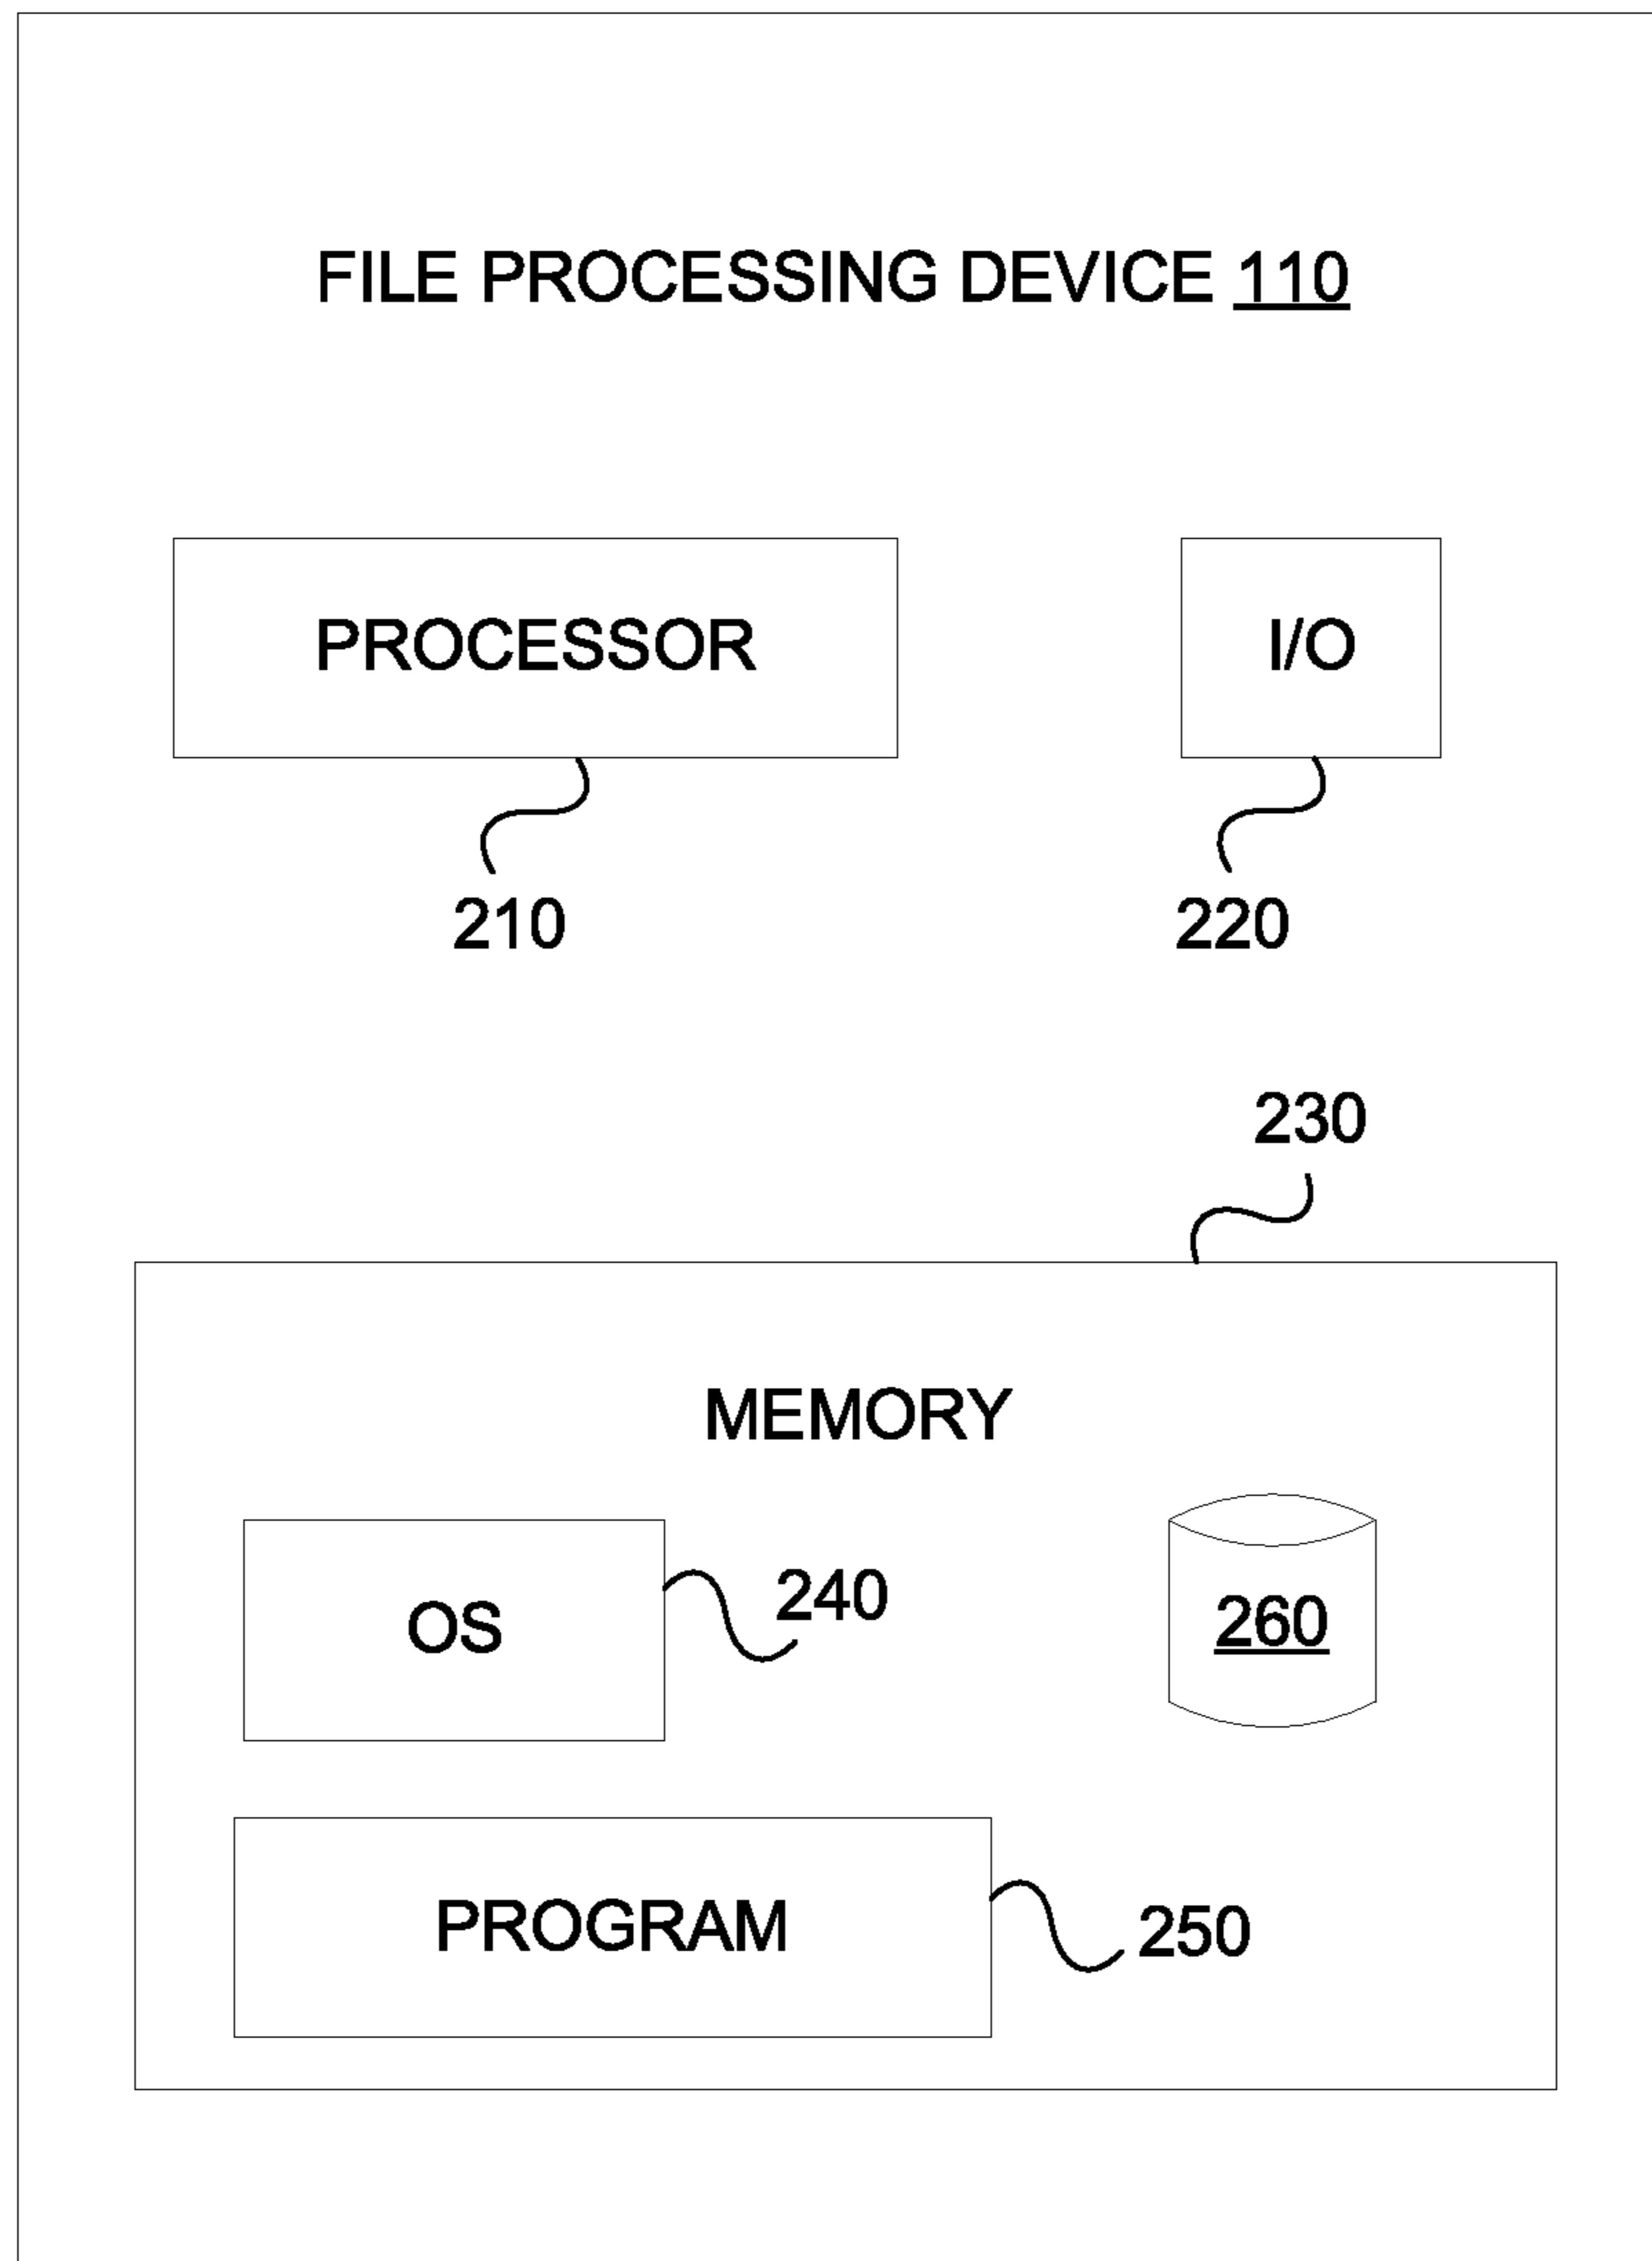 FILE PROCESSING DEVICE 110
PROCESSOR
I/O
210
220
230
MEMORY
OS
240
260
PROGRAM
250